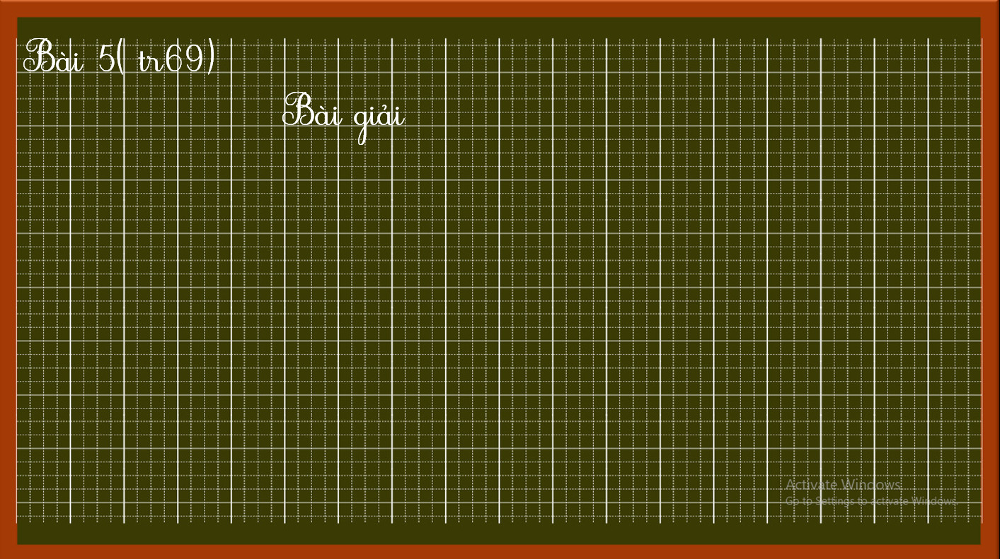 Bài 5( tr69)
Bài giải
Activate Windows
Go to Settings to activate Windows.